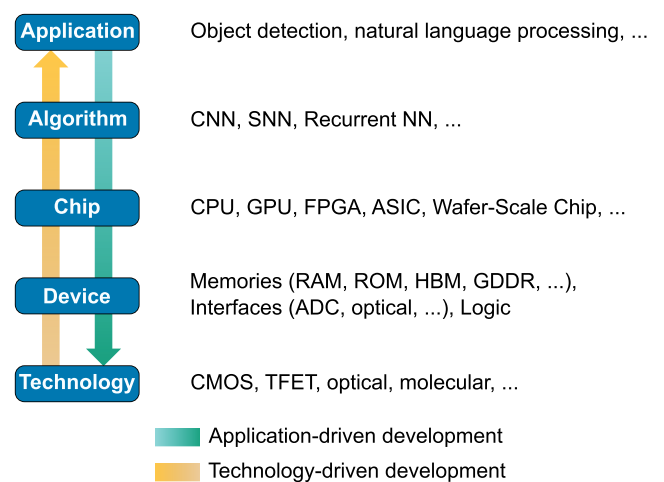 Application
Object detection, natural language processing, ...
Algorithm
CNN, SNN, Recurrent NN, ...
Chip
CPU, GPU, FPGA, ASIC, Wafer-Scale Chip, ...
Device
Memories (RAM, ROM, HBM, GDDR, ...),
Interfaces (ADC, optical, ...), Logic
Technology
CMOS, TFET, optical, molecular, ...
Application-driven development
Technology-driven development